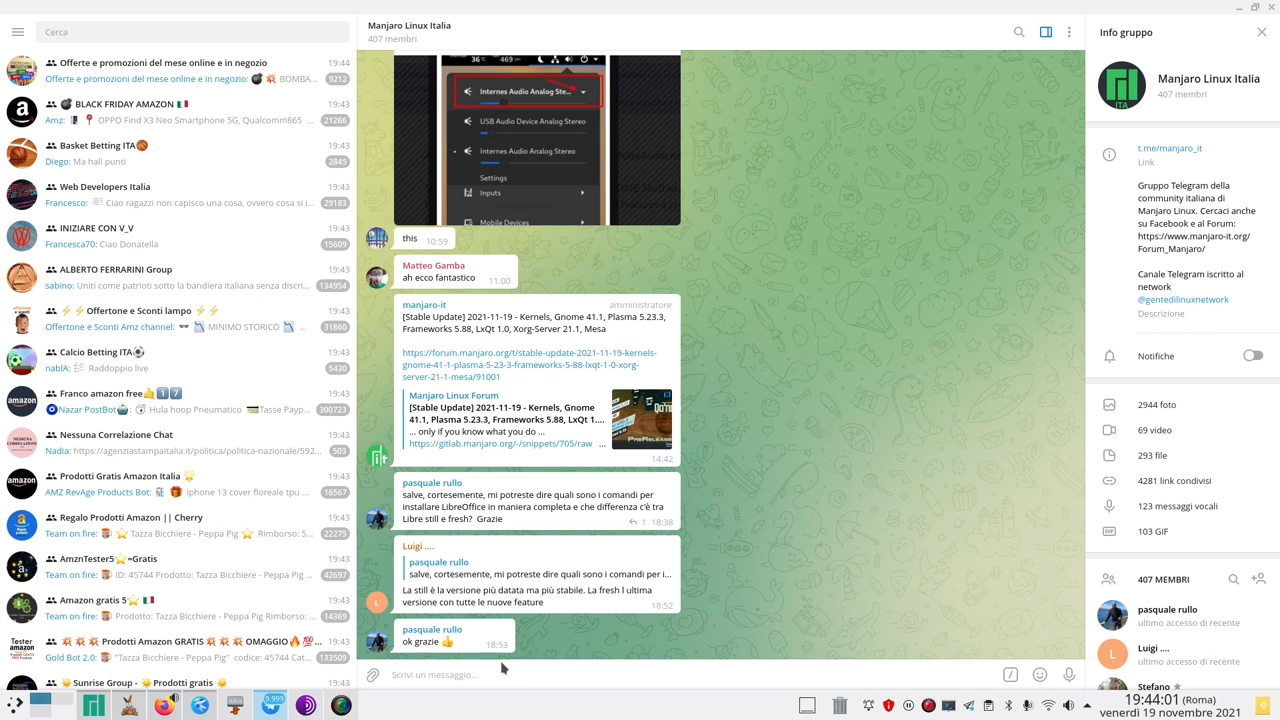 Cerca
Offerte e promozioni del mese online e in negozio 19:44
Offerte e promozioni del mese online e in negozio: 💣 💥 BOMBA... 9212
💣 BLACK FRIDAY AMAZON 🇮🇹 19:43
Amz: 📱 📍 OPPO Find X3 Neo Smartphone 5G, Qualcomm865 ... 21266
Basket Betting ITA🏀 19:43
Diego: Ma hall punti 2845
Web Developers Italia 19:43
Francesco: Ciao ragazzi non capisco una cosa, ovvero cosa si i... 29183
INIZIARE CON V_V 19:43
Francesca70: Ciao Donatella 15609
ALBERTO FERRARINI Group 19:43
sabino: Uniti come patrioti sotto la bandiera italiana senza discri... 134954
⚡⚡Offertone e Sconti lampo ⚡⚡ 19:43
Offertone e Sconti Amz channel: 🕶 📉 MINIMO STORICO 📉 ... 31860
Calcio Betting ITA⚽ 19:43
nablA: Raddoppio live 5430
Franco amazon free👍1️⃣7️⃣ 19:43
🧿Nazar PostBot🤖: Hula hoop Pneumatico 💳Tasse Payp... 300723
Nessuna Correlazione Chat 19:43
Nadia: https://agenziastampaitalia.it/politica/politica-nazionale/592... 503
Prodotti Gratis Amazon Italia 🌟 19:43
AMZ RevAge Products Bot: 🎁 iphone 13 cover floreale tpu ... 16567
Regalo Prodotti Amazon || Cherry 19:43
Team on fire: ⭐ Tazza Bicchiere - Peppa Pig ⭐ Rimborso: 5... 22275
AmznTester5⭐=Gratis 19:43
Team on fire: ID: 45744 Prodotto: Tazza Bicchiere - Peppa Pig ... 42697
Amazon gratis 5⭐ 🇮🇹 19:43
Team on fire: Prodotto: Tazza Bicchiere - Peppa Pig Rimborso: ... 14369
💥 💥 💥 Prodotti Amazon GRATIS 💥 💥 💥 OMAGGIO🔥💯... 19:43
Gold Bot 2.0: "Tazza Bicchiere - Peppa Pig" codice: 45744 Cat... 133509
☀Sunrise Group - ☀Prodotti gratis ☀ 19:43
Manjaro Linux Italia
407 membri
36° 469 rpm
Internes Audio Analog Ste...
USB Audio Device Analog Stereo
Internes Audio Analog Stereo
Settings
Inputs
Mobile Devices
this 10:59
Matteo Gamba
ah ecco fantastico 11:00
manjaro-it amministratore
[Stable Update] 2021-11-19 - Kernels, Gnome 41.1, Plasma 5.23.3,
Frameworks 5.88, LxQt 1.0, Xorg-Server 21.1, Mesa
https://forum.manjaro.org/t/stable-update-2021-11-19-kernels-
gnome-41-1-plasma-5-23-3-frameworks-5-88-lxqt-1-0-xorg-
server-21-1-mesa/91001
Manjaro Linux Forum
[Stable Update] 2021-11-19 - Kernels, Gnome
41.1, Plasma 5.23.3, Frameworks 5.88, LxQt 1....
... only if you know what you do ...
https://gitlab.manjaro.org/-/snippets/705/raw ...
14:42
pasquale rullo
salve, cortesemente, mi potreste dire quali sono i comandi per
installare LibreOffice in maniera completa e che differenza c'è tra
Libre still e fresh? Grazie 1 18:38
Luigi ....
pasquale rullo
salve, cortesemente, mi potreste dire quali sono i comandi per i...
La still è la versione più datata ma più stabile. La fresh l ultima
versione con tutte le nuove feature 18:52
pasquale rullo
ok grazie 👍 18:53
Scrivi un messaggio...
Info gruppo
ITA
Manjaro Linux Italia
407 membri
t.me/manjaro_it
Link
Gruppo Telegram della
community italiana di
Manjaro Linux. Cercaci anche
su Facebook e al Forum:
https://www.manjaro-it.org/
Forum_Manjaro/
Canale Telegram iscritto al
network
@gentedilinuxnetwork
Descrizione
Notifiche
2944 foto
69 video
293 file
4281 link condivisi
123 messaggi vocali
103 GIF
407 MEMBRI
pasquale rullo
ultimo accesso di recente
L
Luigi ....
ultimo accesso di recente
Stefano ★
9.999
19:44:01 (Roma)
venerdì 19 novembre 2021